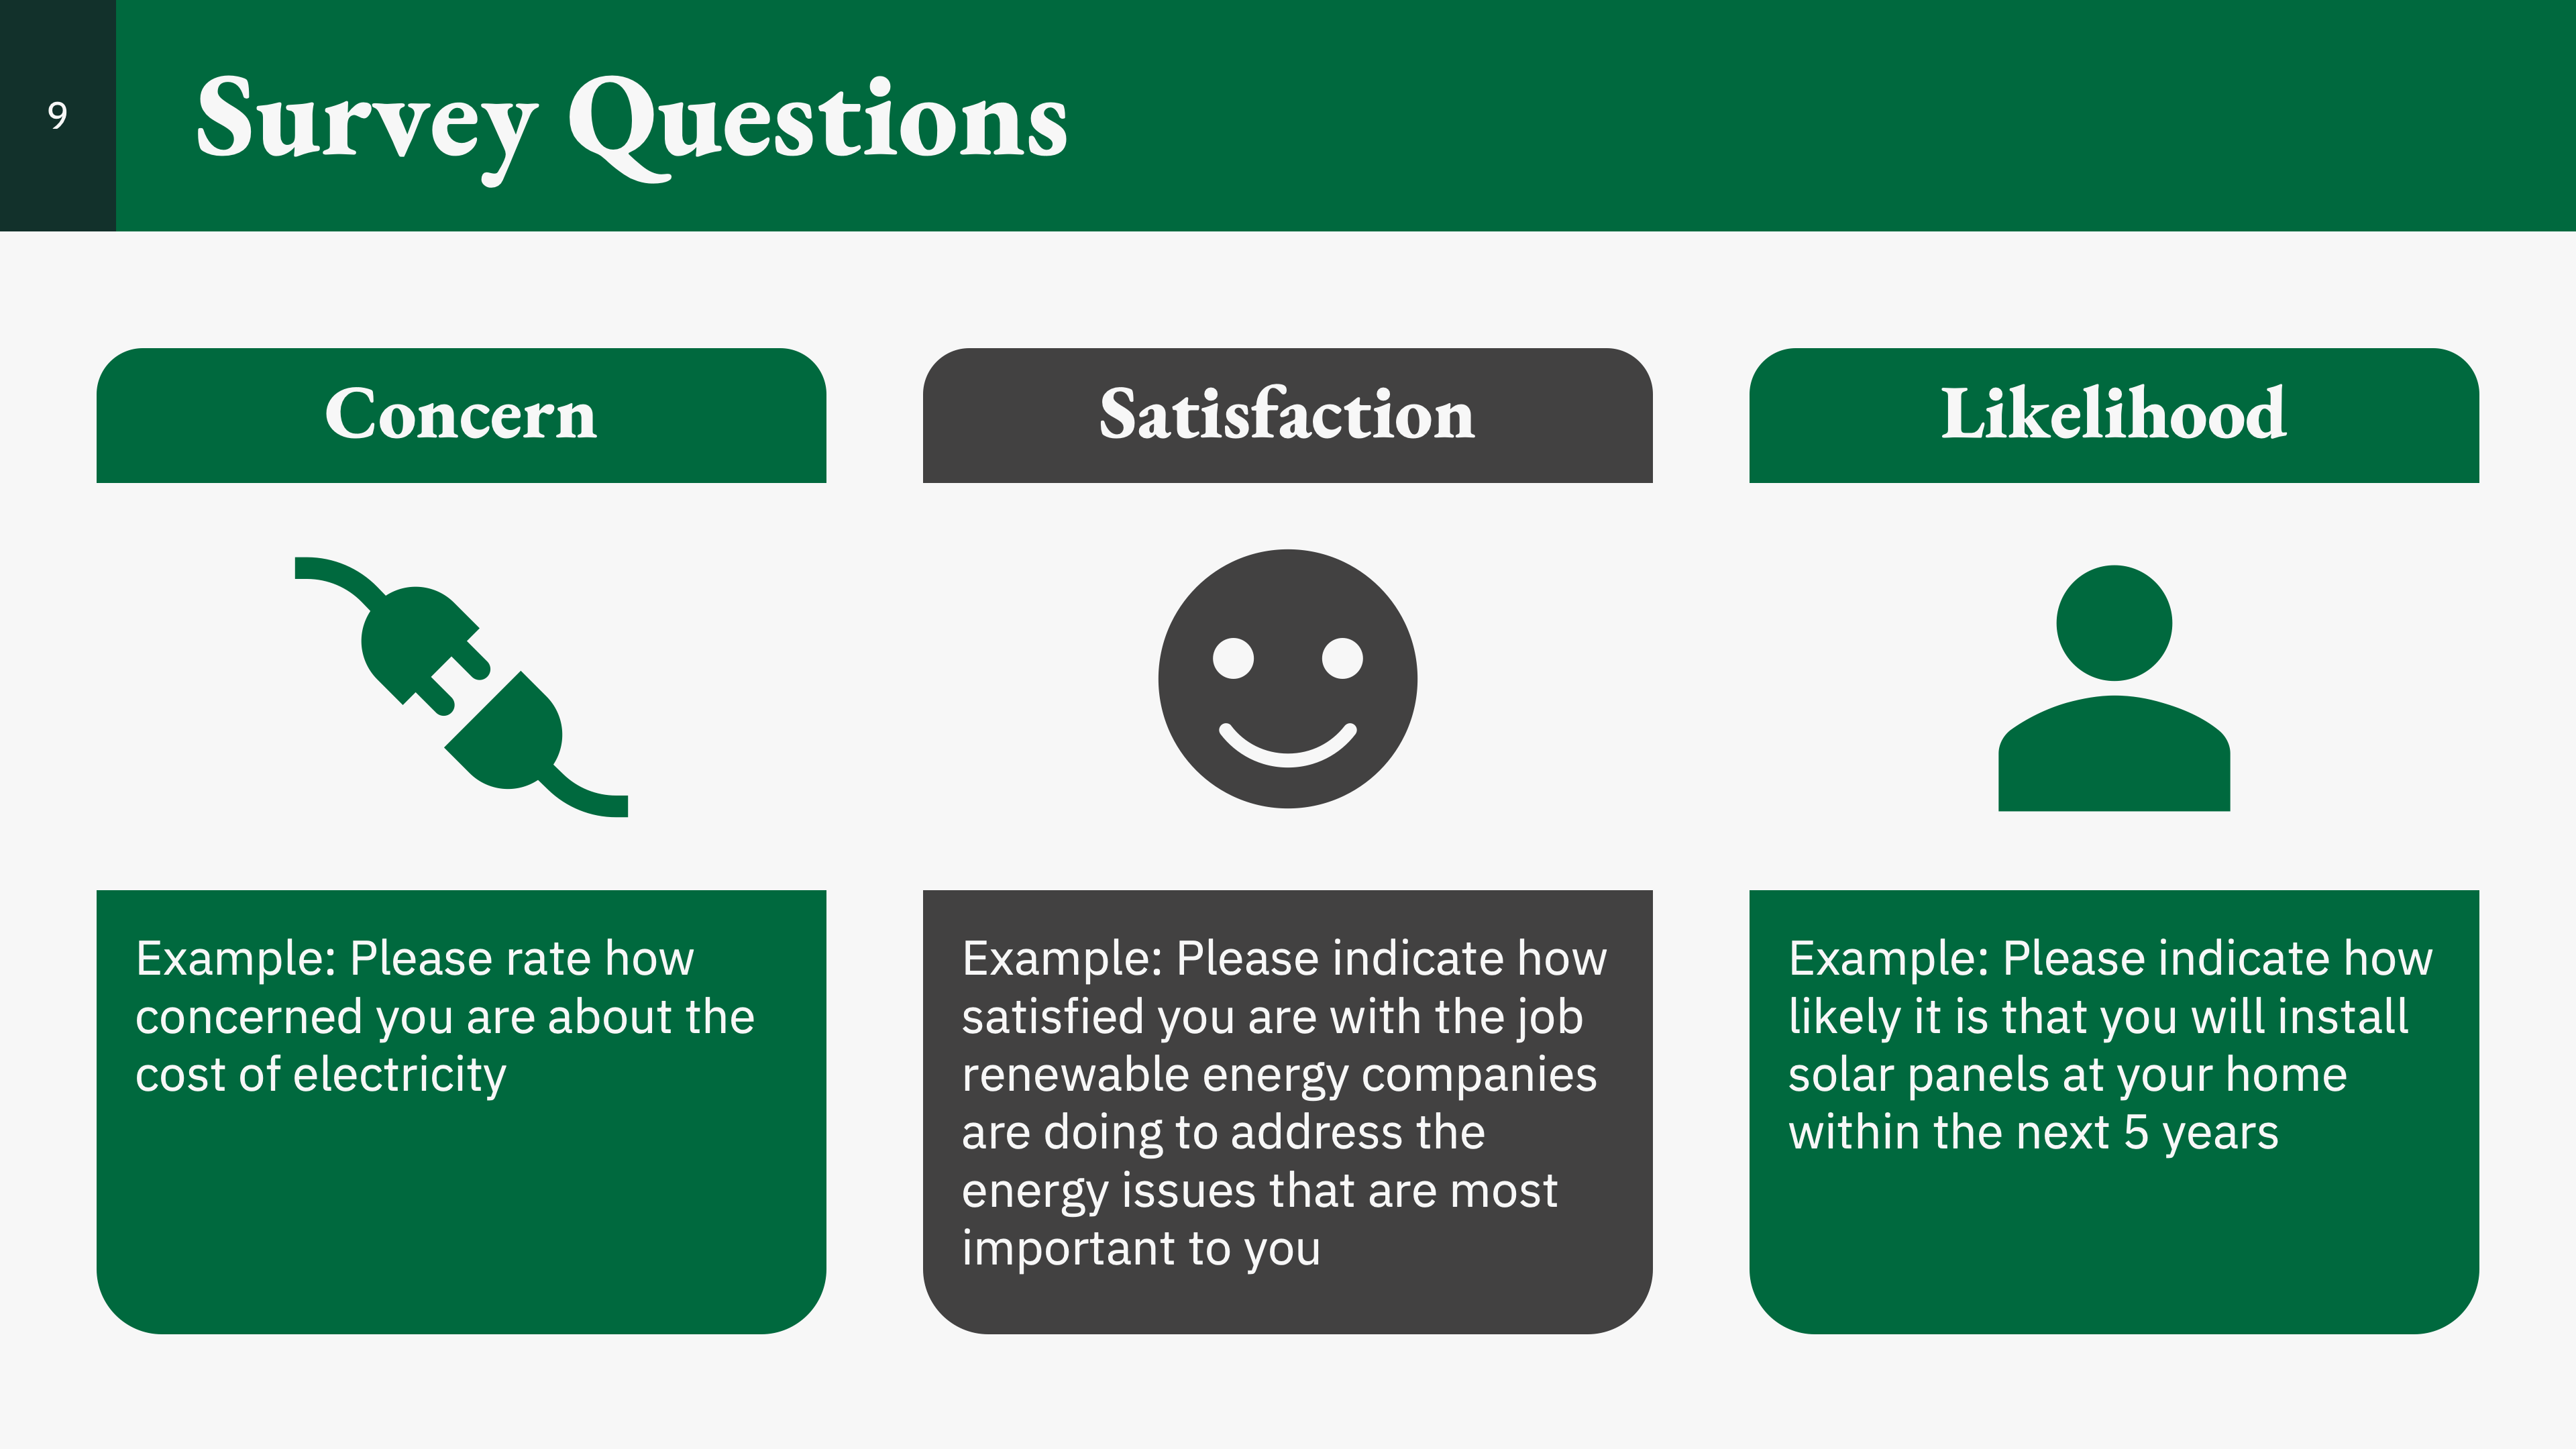 9
Survey Questions
Concern
Satisfaction
Likelihood
Example: Please rate how
concerned you are about the
cost of electricity
Example: Please indicate how
satisfied you are with the job
renewable energy companies
are doing to address the
energy issues that are most
important to you
Example: Please indicate how
likely it is that you will install
solar panels at your home
within the next 5 years